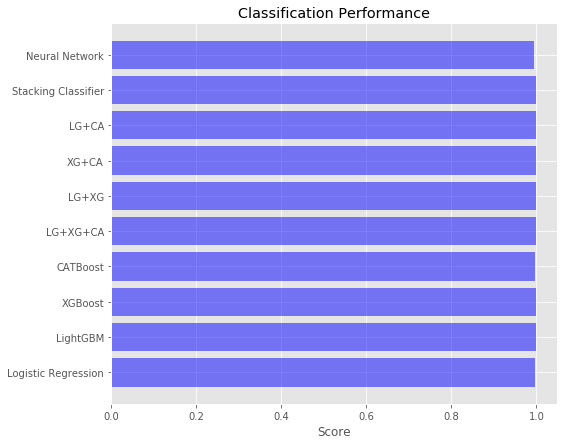 Classification Performance
Neural Network
Stacking Classifier
LG+CA
XG+CA
LG+XG
LG+XG+CA
CATBoost
XGBoost
LightGBM
Logistic Regression
0.0 0.2 0.4 0.6 0.8 1.0
Score